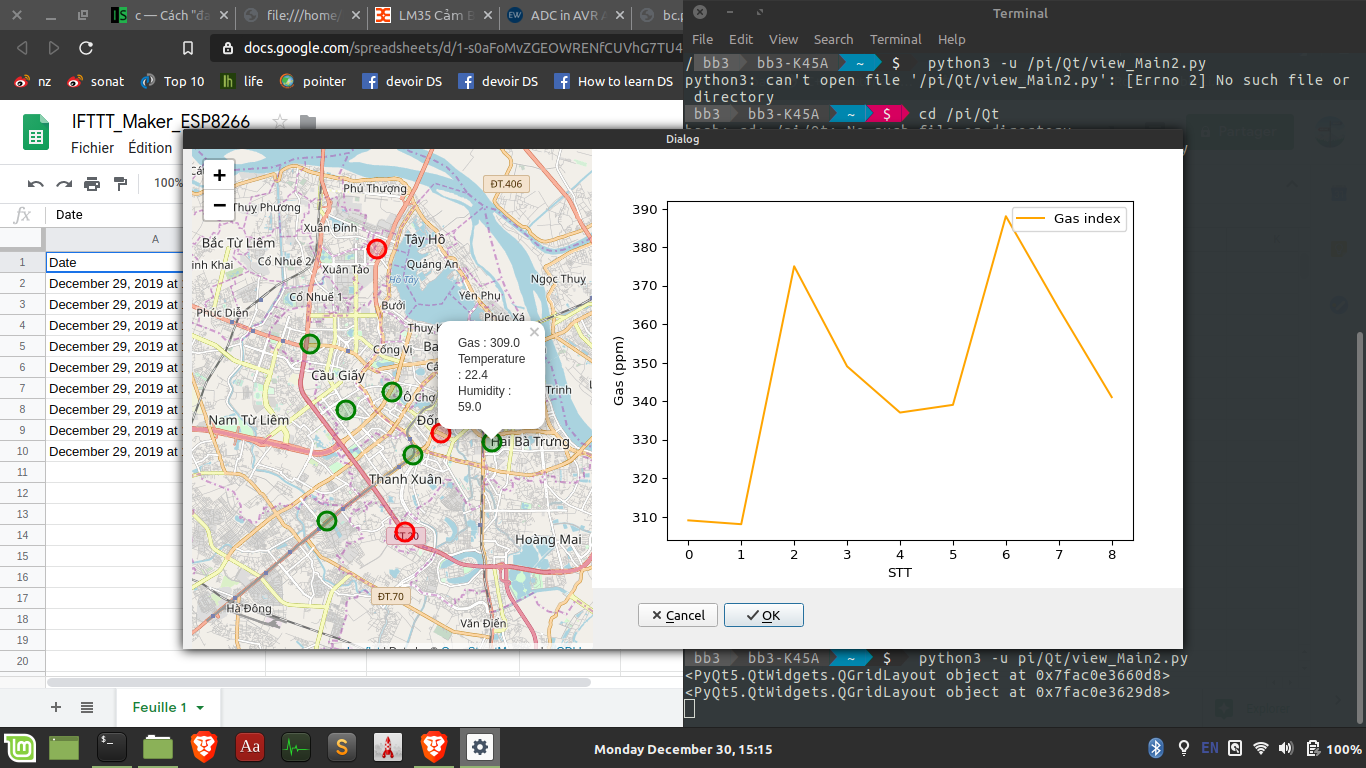 c — Cách "đa
file:///home/
LM35 Cảm B
ADC in AVR A
bc.p
docs.google.com/spreadsheets/d/1-s0aFoMvZGEOWRENfCUVhG7TU4
nz
sonat
Top 10
life
pointer
devoir DS
devoir DS
How to learn DS
IFTTT_Maker_ESP8266
Fichier Édition
100%
fx Date
A
1 Date
2 December 29, 2019 at
3 December 29, 2019 at
4 December 29, 2019 at
5 December 29, 2019 at
6 December 29, 2019 at
7 December 29, 2019 at
8 December 29, 2019 at
9 December 29, 2019 at
10 December 29, 2019 at
11
12
13
14
15
16
17
18
19
20
Feuille 1
Terminal
File Edit View Search Terminal Help
/ bb3 bb3-K45A ~ $ python3 -u /pi/Qt/view_Main2.py
python3: can't open file '/pi/Qt/view_Main2.py': [Errno 2] No such file or
directory
bb3 bb3-K45A ~ $ cd /pi/Qt
Dialog
+
−
Phú Thượng
ĐT.406
Thuỵ Phương
Xuân Đỉnh
Bắc Từ Liêm
Tây Hồ
Cổ Nhuế 2
inh Khai
Xuân Tảo
Quảng An
Hồ Tây
Ngọc Thuỵ
Cổ Nhuế 1
Yên Phụ
Bưởi
Phúc Diễn
Phúc Xá
Thuỵ K
Cống Vị
Ba
Cầu Giấy
Ô Chợ
Trinh
Nam Từ Liêm
Đốn
Hai Bà Trưng
Thanh Xuân
CT.20
Hoàng Mai
ĐT.70
Hà Đông
Văn Điển
Gas : 309.0
Temperature
: 22.4
Humidity :
59.0
×
Gas index
390
380
370
360
350
340
330
320
310
Gas (ppm)
0 1 2 3 4 5 6 7 8
STT
Cancel
OK
bb3 bb3-K45A ~ $ python3 -u pi/Qt/view_Main2.py
<PyQt5.QtWidgets.QGridLayout object at 0x7fac0e3660d8>
<PyQt5.QtWidgets.QGridLayout object at 0x7fac0e3629d8>
Aa
S
Monday December 30, 15:15
EN
100%